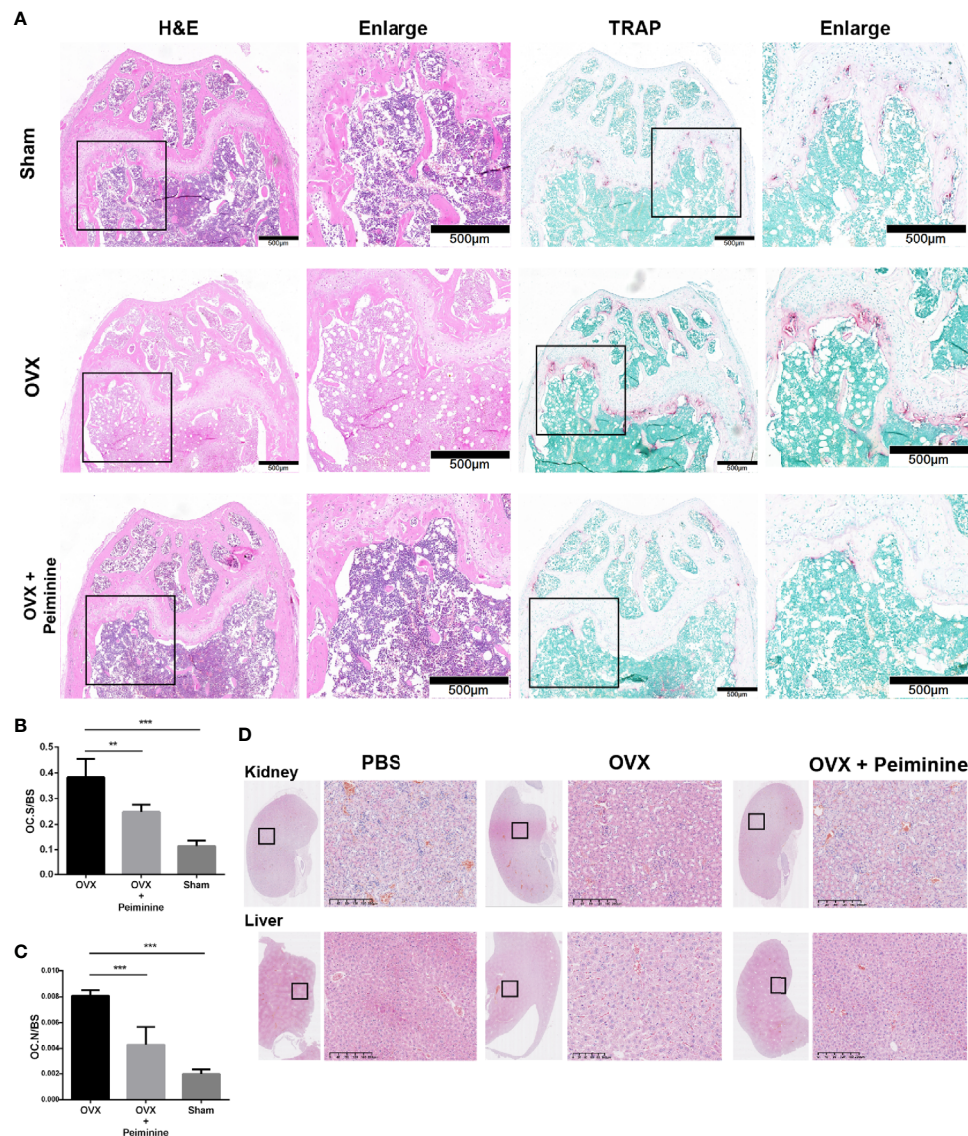 A
H&E
Enlarge
TRAP
Enlarge
Sham
500µm
500µm
500µm
500µm
OVX
500µm
500µm
500µm
500µm
OVX +
Peiminine
500µm
500µm
500µm
500µm
B
***
**
OC.S/BS
0.5
0.4
0.3
0.2
0.1
0.0
OVX
OVX
+
Peiminine
Sham
C
***
***
OC.N/BS
0.010
0.008
0.006
0.004
0.002
0.000
OVX
OVX
+
Peiminine
Sham
D
PBS
OVX
OVX + Peiminine
Kidney
Liver